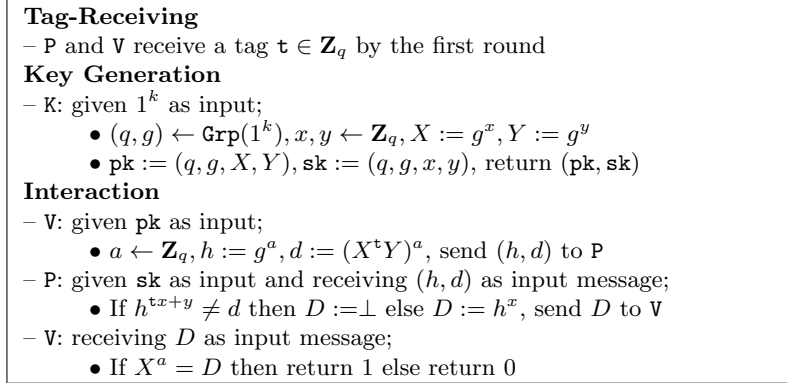 Tag-Receiving
– P and V receive a tag t ∈ Z_q by the first round
Key Generation
– K: given 1^k as input;
• (q, g) ← Grp(1^k), x, y ← Z_q, X := g^x, Y := g^y
• pk := (q, g, X, Y), sk := (q, g, x, y), return (pk, sk)
Interaction
– V: given pk as input;
• a ← Z_q, h := g^a, d := (X^t Y)^a, send (h, d) to P
– P: given sk as input and receiving (h, d) as input message;
• If h^{tx+y} ≠ d then D :=⊥ else D := h^x, send D to V
– V: receiving D as input message;
• If X^a = D then return 1 else return 0